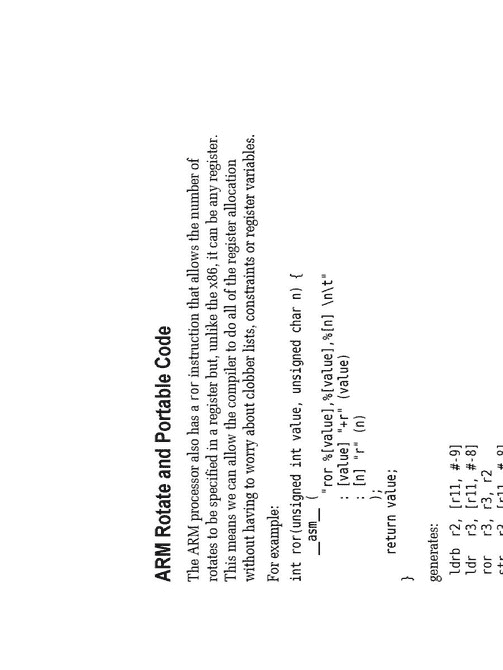 ARM Rotate and Portable Code
The ARM processor also has a ror instruction that allows the number of
rotates to be specified in a register but, unlike the x86, it can be any register.
This means we can allow the compiler to do all of the register allocation
without having to worry about clobber lists, constraints or register variables.
For example:
int ror(unsigned int value, unsigned char n) {
__asm__ (
"ror %[value],%[value],%[n] \n\t"
: [value] "+r" (value)
: [n] "r" (n)
);
return value;
}
generates:
ldrb r2, [r11, #-9]
ldr r3, [r11, #-8]
ror r3, r3, r2